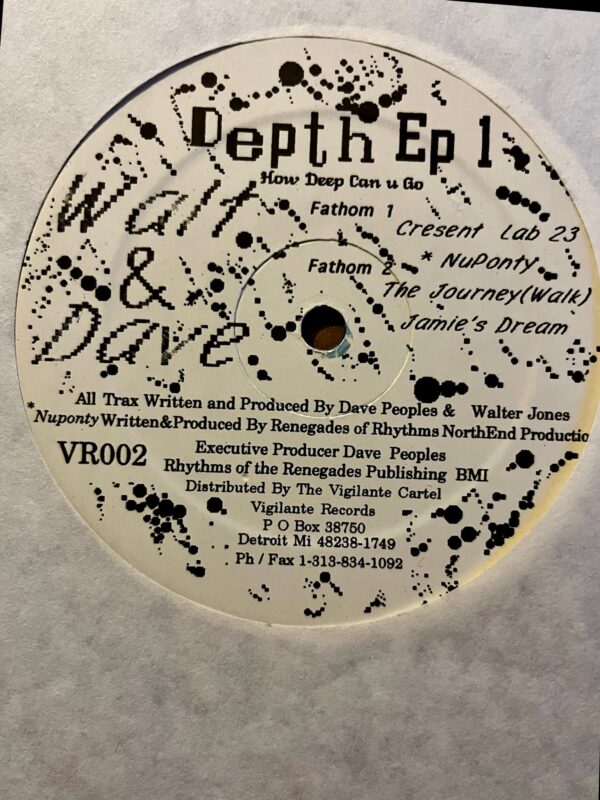 Depth Ep 1
How Deep Can u Go
Walt
&
Dave
Fathom 1
Cresent Lab 23
* NuPonty
Fathom 2
The Journey(Walk)
Jamie's Dream
All Trax Written and Produced By Dave Peoples & Walter Jones
*Nuponty Written&Produced By Renegades of Rhythms NorthEnd Productio
VR002
Executive Producer Dave Peoples
Rhythms of the Renegades Publishing BMI
Distributed By The Vigilante Cartel
Vigilante Records
P O Box 38750
Detroit Mi 48238-1749
Ph / Fax 1-313-834-1092